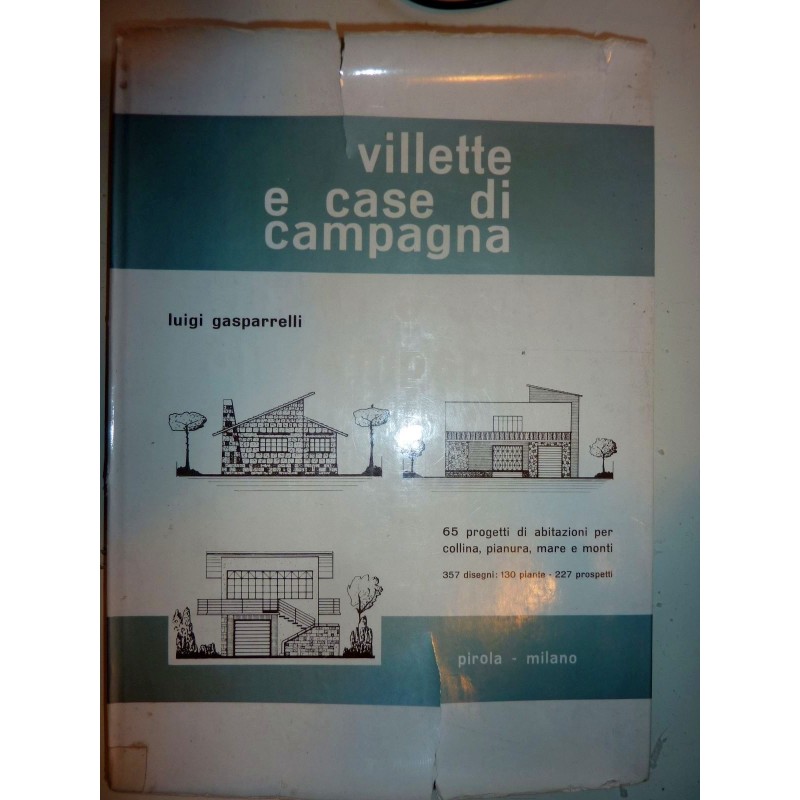 villette
e case di
campagna
luigi gasparrelli
65 progetti di abitazioni per
collina, pianura, mare e monti
357 disegni: 130 piante - 227 prospetti
pirola - milano